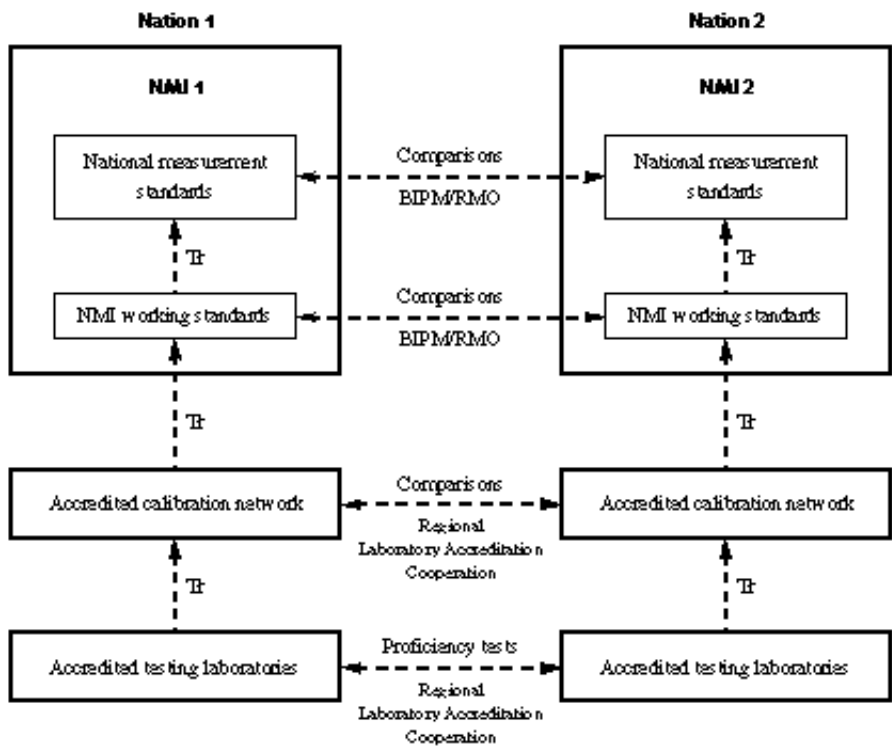 Nation 1
Nation 2
NMI 1
NMI 2
National measurement
standards
Comparisons
BIPM/RMO
National measurement
standards
Tr
Tr
NMI working standards
Comparisons
BIPM/RMO
NMI working standards
Tr
Tr
Accredited calibration network
Comparisons
Regional
Laboratory Accreditation
Cooperation
Accredited calibration network
Tr
Tr
Accredited testing laboratories
Proficiency tests
Regional
Laboratory Accreditation
Cooperation
Accredited testing laboratories